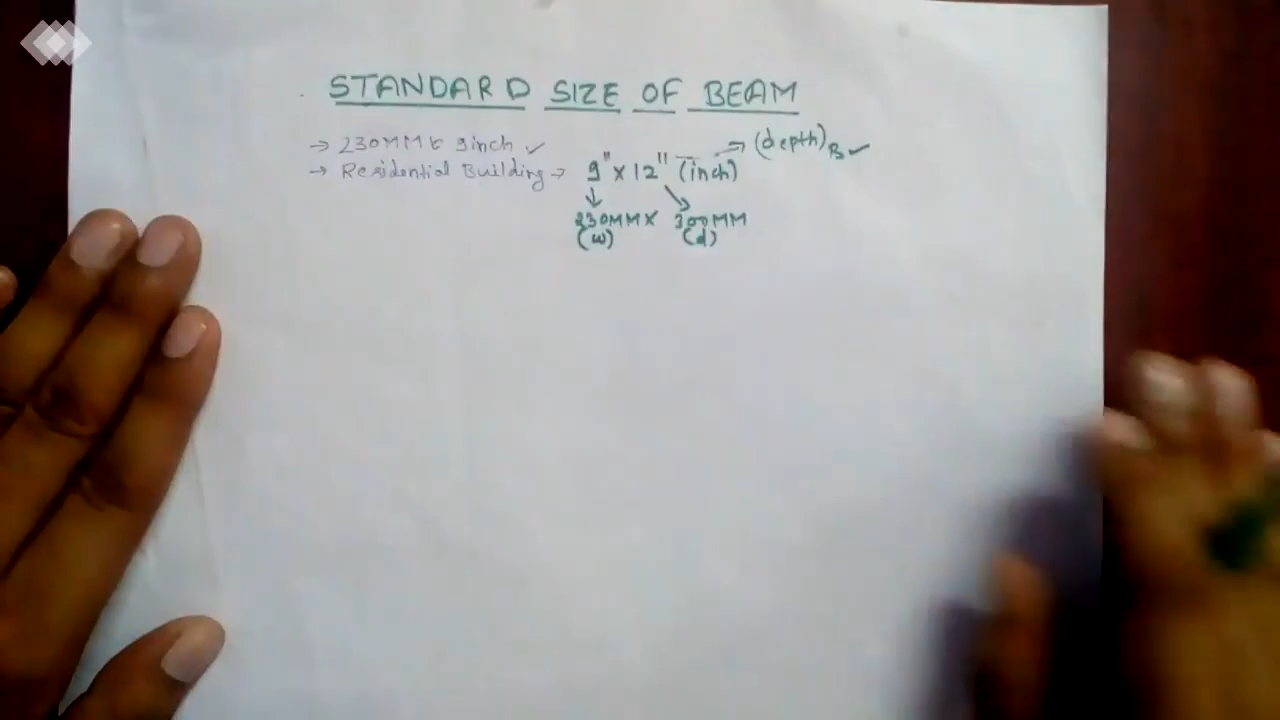 STANDARD SIZE OF BEAM
→ 230MM & 9inch ✓
→ Residential Building → 9" x 12" (inch) → (depth)B ✓
230MM x 300MM
(w) (d)